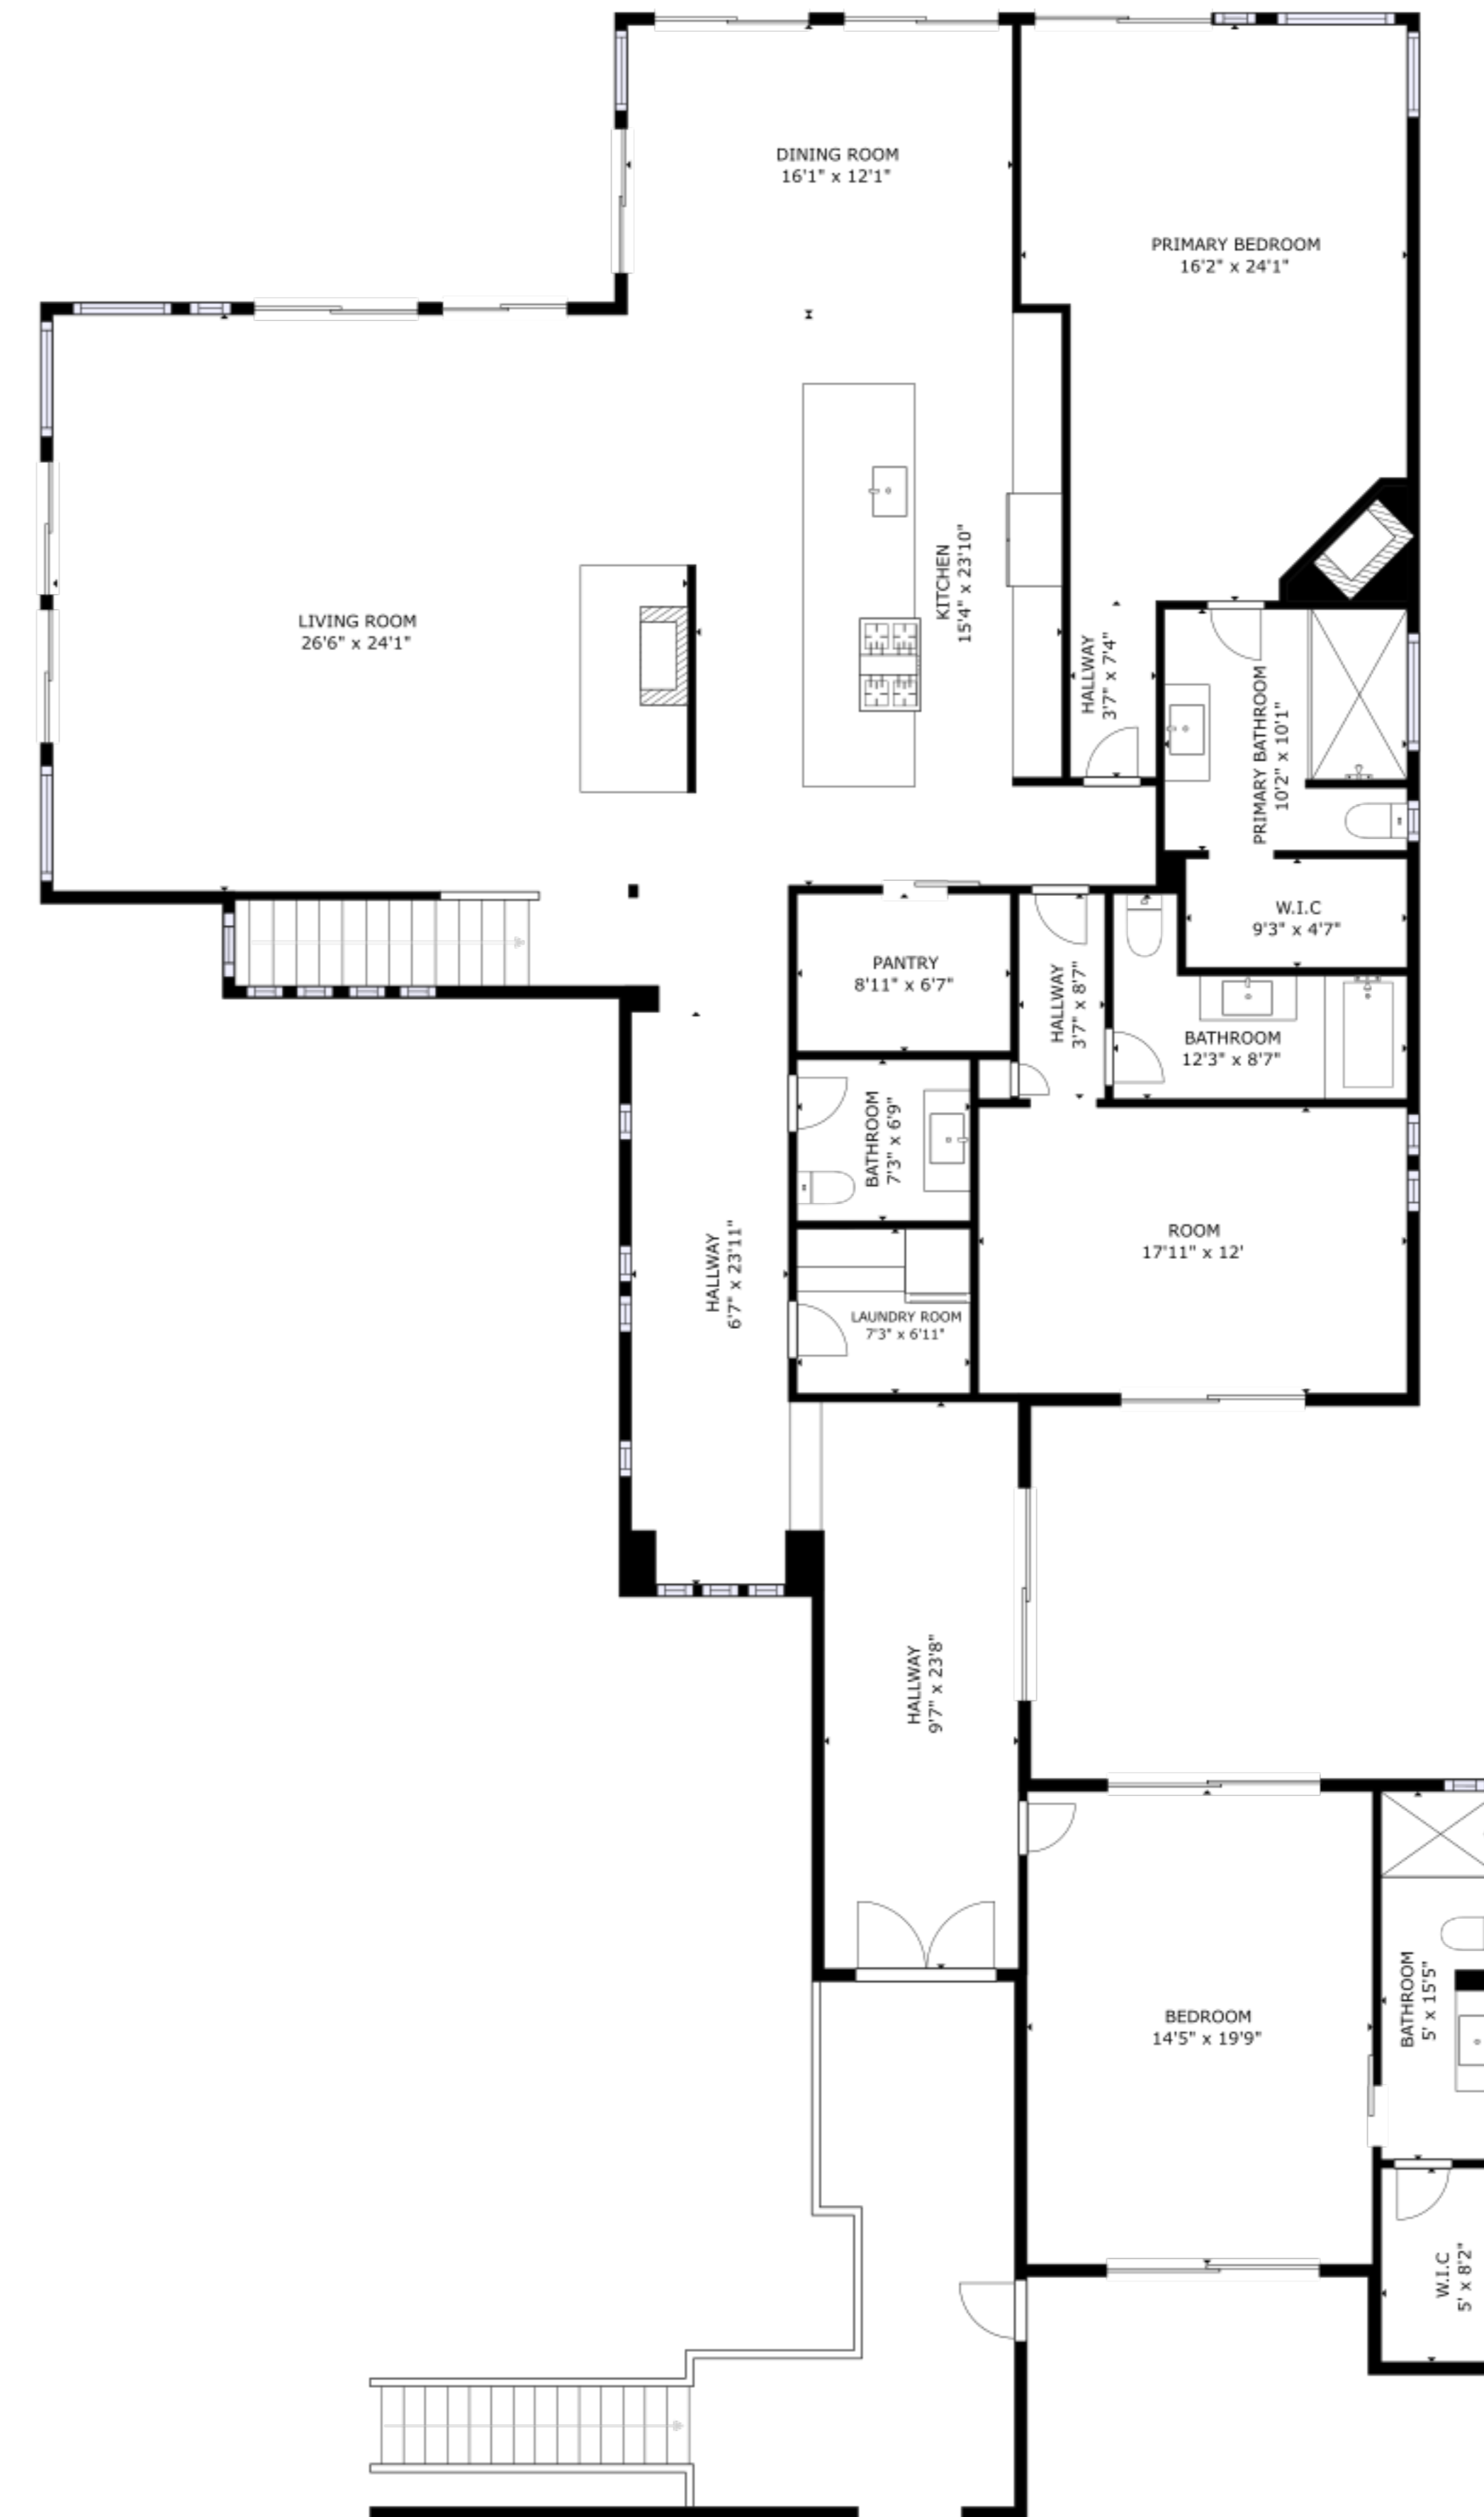 DINING ROOM
16'1" x 12'1"
PRIMARY BEDROOM
16'2" x 24'1"
LIVING ROOM
26'6" x 24'1"
KITCHEN
15'4" x 23'10"
HALLWAY
3'7" x 7'4"
PRIMARY BATHROOM
10'2" x 10'1"
W.I.C
9'3" x 4'7"
PANTRY
8'11" x 6'7"
HALLWAY
3'7" x 8'7"
BATHROOM
12'3" x 8'7"
BATHROOM
7'3" x 6'9"
HALLWAY
6'7" x 23'11"
ROOM
17'11" x 12'
LAUNDRY ROOM
7'3" x 6'11"
HALLWAY
9'7" x 23'8"
BEDROOM
14'5" x 19'9"
BATHROOM
5' x 15'5"
W.I.C
5' x 8'2"